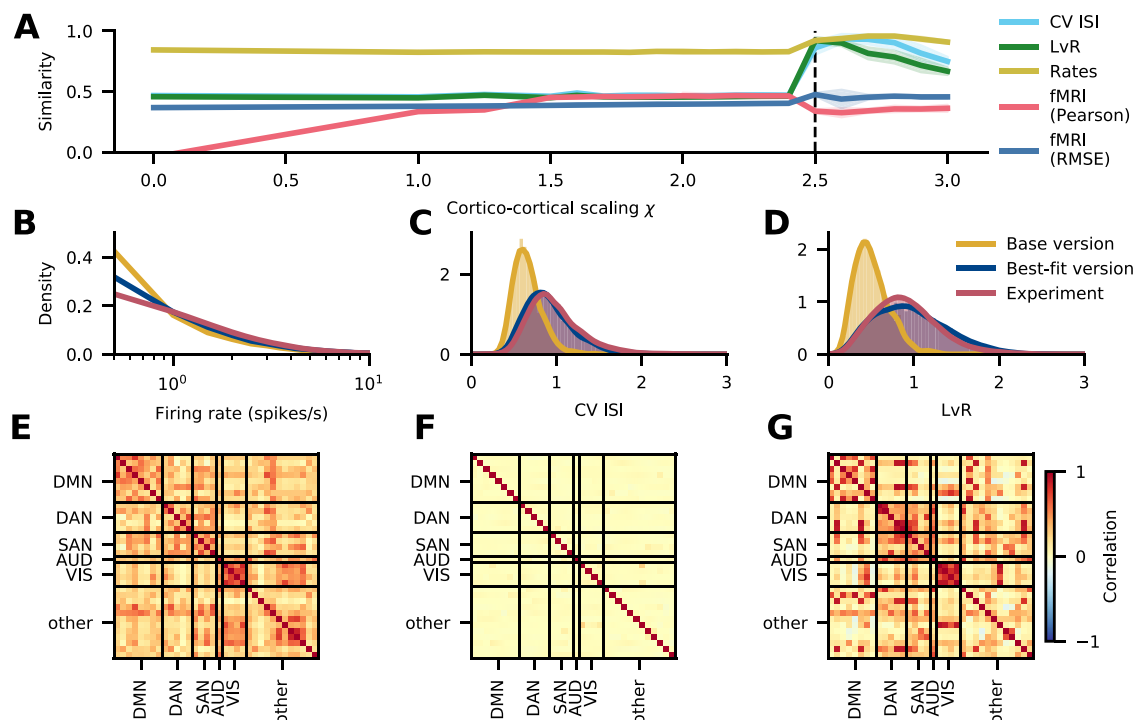 A
Similarity
1.0
0.5
0.0
0.0 0.5 1.0 1.5 2.0 2.5 3.0
Cortico-cortical scaling χ
CV ISI
LvR
Rates
fMRI
(Pearson)
fMRI
(RMSE)
B
Density
0.4
0.2
0.0
10⁰ 10¹
Firing rate (spikes/s)
C
2
0
0 1 2 3
CV ISI
D
2
1
0
0 1 2 3
LvR
Base version
Best-fit version
Experiment
E
DMN
DAN
SAN
AUD
VIS
other
DMN DAN SAN AUD VIS other
F
DMN
DAN
SAN
AUD
VIS
other
DMN DAN SAN AUD VIS other
G
DMN
DAN
SAN
AUD
VIS
other
DMN DAN SAN AUD VIS other
1
0
−1
Correlation